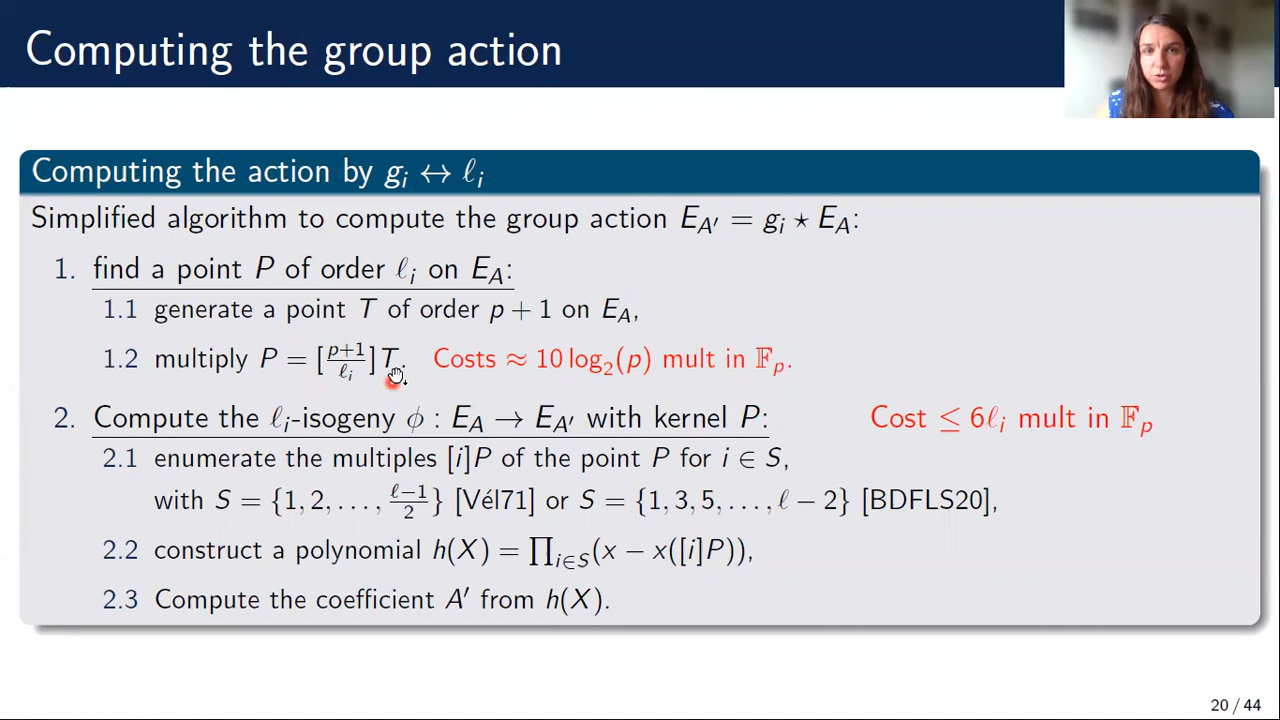 Computing the group action
Computing the action by gᵢ ↔ ℓᵢ
Simplified algorithm to compute the group action E_A′ = gᵢ ⋆ E_A:
1. find a point P of order ℓᵢ on E_A:
1.1 generate a point T of order p + 1 on E_A,
1.2 multiply P = [(p+1)/ℓᵢ] T. Costs ≈ 10 log₂(p) mult in 𝔽ₚ.
2. Compute the ℓᵢ-isogeny ϕ : E_A → E_A′ with kernel P: Cost ≤ 6ℓᵢ mult in 𝔽ₚ
2.1 enumerate the multiples [i]P of the point P for i ∈ S,
with S = {1, 2, . . . , (ℓ−1)/2} [Vél71] or S = {1, 3, 5, . . . , ℓ − 2} [BDFLS20],
2.2 construct a polynomial h(X) = ∏_{i∈S}(x − x([i]P)),
2.3 Compute the coefficient A′ from h(X).
20 / 44